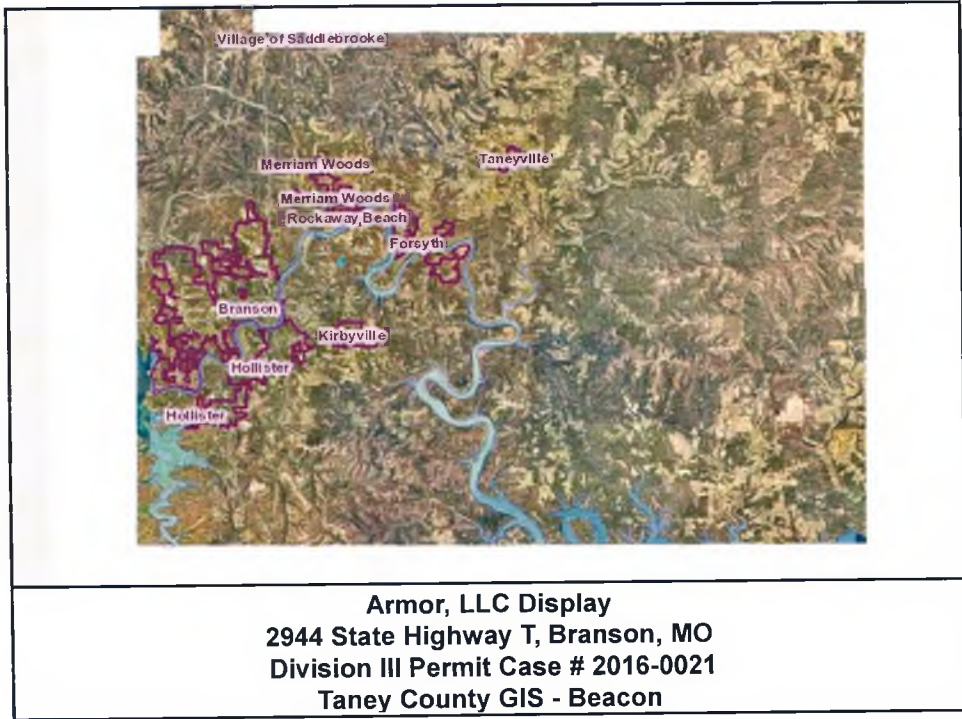 Village of Saddlebrooke
Merriam Woods
Taneyville
Merriam Woods
Rockaway Beach
Forsyth
Branson
Kirbyville
Hollister
Hollister
Armor, LLC Display
2944 State Highway T, Branson, MO
Division III Permit Case # 2016-0021
Taney County GIS - Beacon